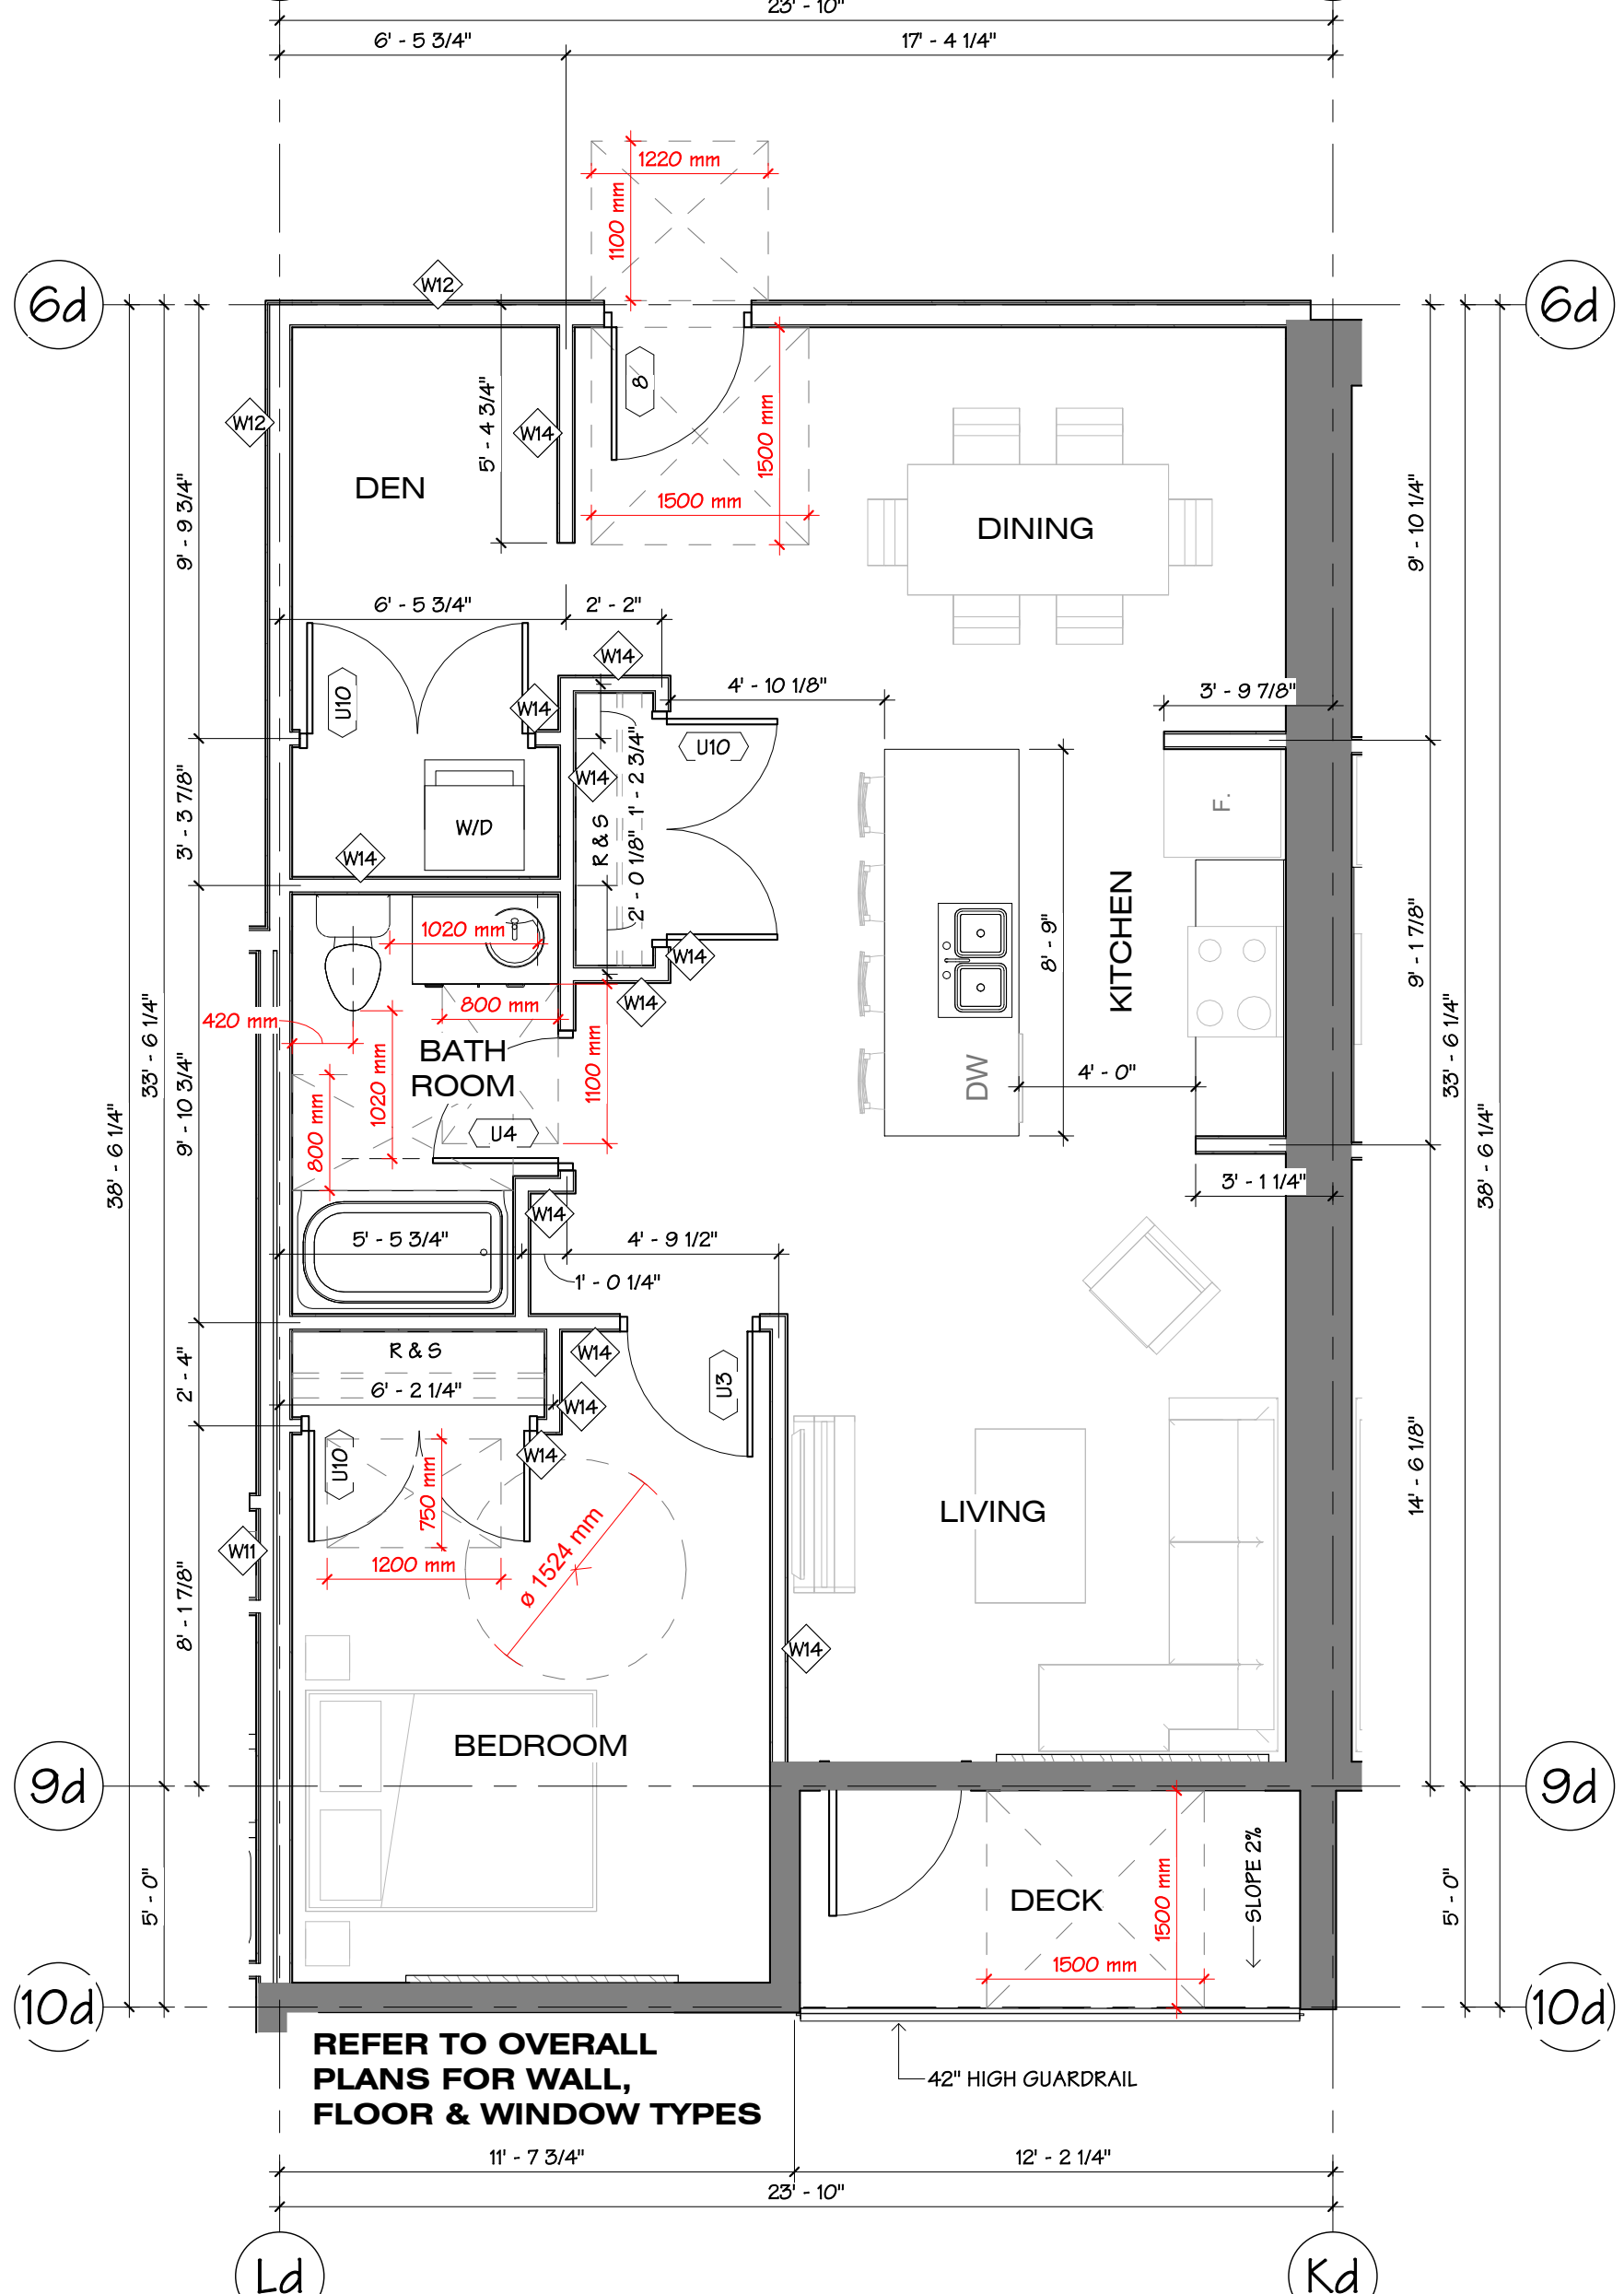 23' - 10"
6' - 5 3/4"
17' - 4 1/4"
1220 mm
1100 mm
6d
6d
W12
W12
8
5' - 4 3/4"
W14
1500 mm
1500 mm
DEN
DINING
9' - 9 3/4"
9' - 10 1/4"
6' - 5 3/4"
2' - 2"
W14
U10
W14
4' - 10 1/8"
3' - 9 7/8"
U10
W14
1' - 2 3/4"
R & S
2' - 0 1/8"
F.
W/D
3' - 3 7/8"
W14
1020 mm
W14
W14
8' - 9"
KITCHEN
9' - 1 7/8"
800 mm
420 mm
BATH
ROOM
1020 mm
1100 mm
800 mm
U4
DW
4' - 0"
33' - 6 1/4"
9' - 10 3/4"
38' - 6 1/4"
33' - 6 1/4"
38' - 6 1/4"
3' - 1 1/4"
W14
5' - 5 3/4"
4' - 9 1/2"
1' - 0 1/4"
R & S
W14
U3
2' - 4"
6' - 2 1/4"
W14
W14
U10
750 mm
1200 mm
ø 1524 mm
LIVING
14' - 6 1/8"
W11
8' - 1 7/8"
W14
BEDROOM
9d
9d
5' - 0"
DECK
1500 mm
1500 mm
SLOPE 2%
5' - 0"
10d
10d
REFER TO OVERALL
PLANS FOR WALL,
FLOOR & WINDOW TYPES
42" HIGH GUARDRAIL
11' - 7 3/4"
12' - 2 1/4"
23' - 10"
Ld
Kd